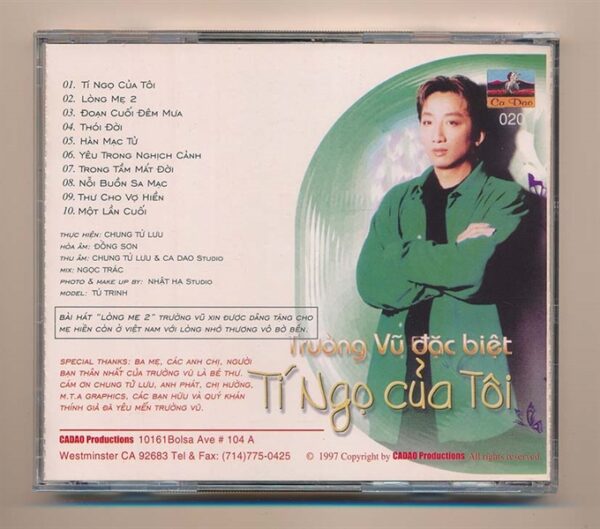 01. TÍ NGỌ CỦA TÔI
02. LÒNG MẸ 2
03. ĐOẠN CUỐI ĐÊM MƯA
04. THÓI ĐỜI
05. HÀN MẠC TỬ
06. YÊU TRONG NGHỊCH CẢNH
07. TRONG TẦM MẮT ĐỜI
08. NỖI BUỒN SA MẠC
09. THƯ CHO VỢ HIỀN
10. MỘT LẦN CUỐI
THỰC HIỆN: CHUNG TỬ LƯU
HÒA ÂM: ĐỒNG SƠN
THU ÂM: CHUNG TỬ LƯU & CA DAO STUDIO
MIX: NGỌC TRÁC
PHOTO & MAKE UP BY: NHẬT HẠ STUDIO
MODEL: TÚ TRINH
BÀI HÁT "LÒNG MẸ 2" TRƯỜNG VŨ XIN ĐƯỢC DÂNG TẶNG CHO
MẸ HIỀN CÒN Ở VIỆT NAM VỚI LÒNG NHỚ THƯƠNG VÔ BỜ BẾN.
SPECIAL THANKS: BA MẸ, CÁC ANH CHỊ, NGƯỜI
BẠN THÂN NHẤT CỦA TRƯỜNG VŨ LÀ BÉ THƯ.
CÁM ƠN CHUNG TỬ LƯU, ANH PHÁT, CHỊ HƯỜNG,
M.T.A GRAPHICS, CÁC BẠN HỮU VÀ QUÝ KHÁN
THÍNH GIẢ ĐÃ YÊU MẾN TRƯỜNG VŨ.
CADAO Productions 10161Bolsa Ave # 104 A
Westminster CA 92683 Tel & Fax: (714)775-0425
Ca Dao
020
Trường Vũ đặc biệt
Tí Ngọ của Tôi
© 1997 Copyright by CADAO Productions All rights reserved.